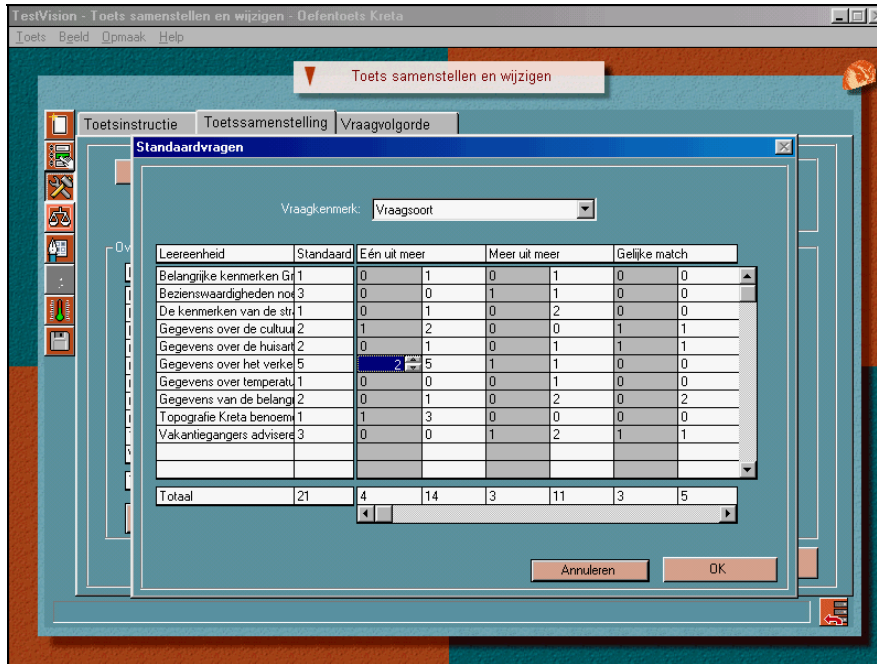 TestVision - Toets samenstellen en wijzigen - Oefentoets Kreta
Toets Beeld Opmaak Help
Toets samenstellen en wijzigen
Toetsinstructie Toetssamenstelling Vraagvolgorde
Standaardvragen
Vraagkenmerk: Vraagsoort
Ov
Leereenheid Standaard Eén uit meer Meer uit meer Gelijke match
Belangrijke kenmerken Gr 1 0 1 0 1 0 0
Bezienswaardigheden noe 3 0 0 1 1 0 0
De kenmerken van de stra 1 0 1 0 2 0 0
Gegevens over de cultuur 2 1 2 0 0 1 1
Gegevens over de huisart 2 0 1 0 1 1 1
Gegevens over het verke 5 2 5 1 1 0 0
Gegevens over temperatu 1 0 0 0 1 0 0
Gegevens van de belangr 2 0 1 0 2 0 2
Topografie Kreta benoeme 1 1 3 0 0 0 0
Vakantiegangers advisere 3 0 0 1 2 1 1
Totaal 21 4 14 3 11 3 5
Annuleren OK